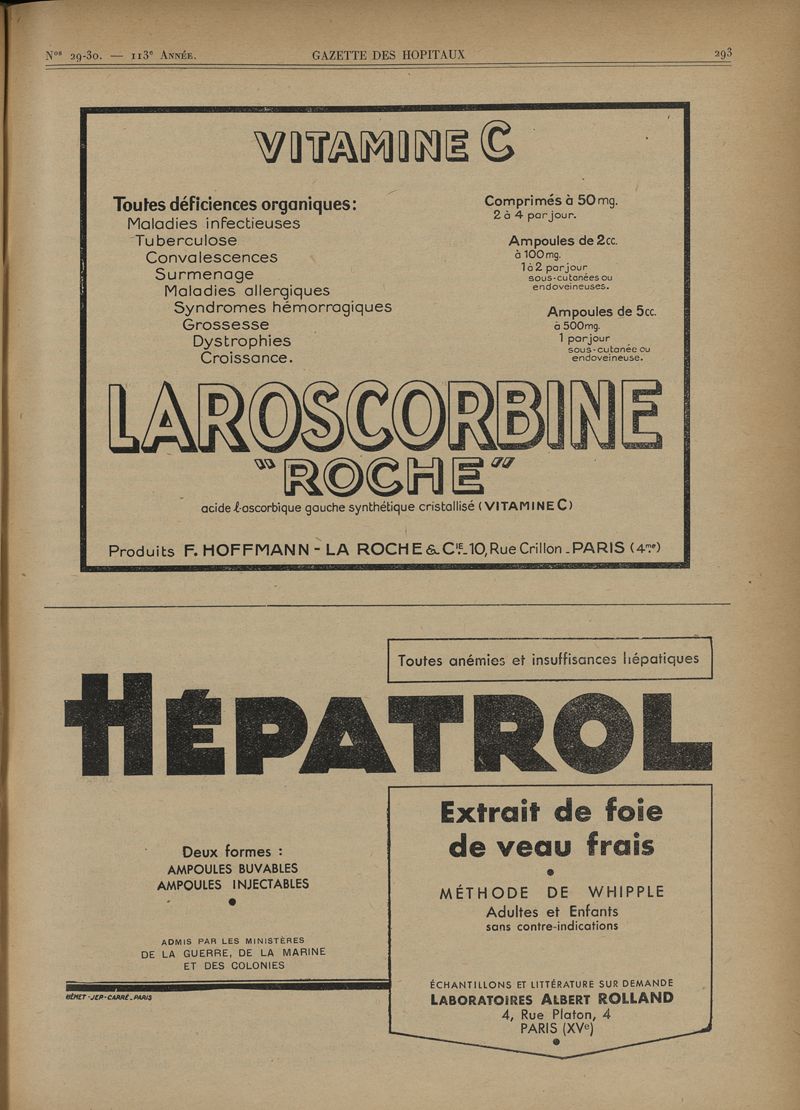 Nos 29-30. — 113e ANNÉE.
GAZETTE DES HOPITAUX
293
VITAMINE C
Toutes déficiences organiques:
Maladies infectieuses
Tuberculose
Convalescences
Surmenage
Maladies allergiques
Syndromes hémorragiques
Grossesse
Dystrophies
Croissance.
Comprimés à 50mg.
2 à 4 par jour.
Ampoules de 2cc.
à 100mg.
1 à 2 par jour
sous-cutanées ou
endoveineuses.
Ampoules de 5cc.
à 500mg.
1 par jour
sous-cutanée ou
endoveineuse.
LAROSCORBINE
"ROCHE"
acide l-ascorbique gauche synthétique cristallisé (VITAMINE C)
Produits F. HOFFMANN - LA ROCHE & CIE. 10, Rue Crillon - PARIS (4me)
Toutes anémies et insuffisances hépatiques
HÉPATROL
Deux formes :
AMPOULES BUVABLES
AMPOULES INJECTABLES
ADMIS PAR LES MINISTÈRES
DE LA GUERRE, DE LA MARINE
ET DES COLONIES
HÉMET-JEP-CARRÉ-PARIS
Extrait de foie
de veau frais
MÉTHODE DE WHIPPLE
Adultes et Enfants
sans contre-indications
ÉCHANTILLONS ET LITTÉRATURE SUR DEMANDE
LABORATOIRES ALBERT ROLLAND
4, Rue Platon, 4
PARIS (XVe)